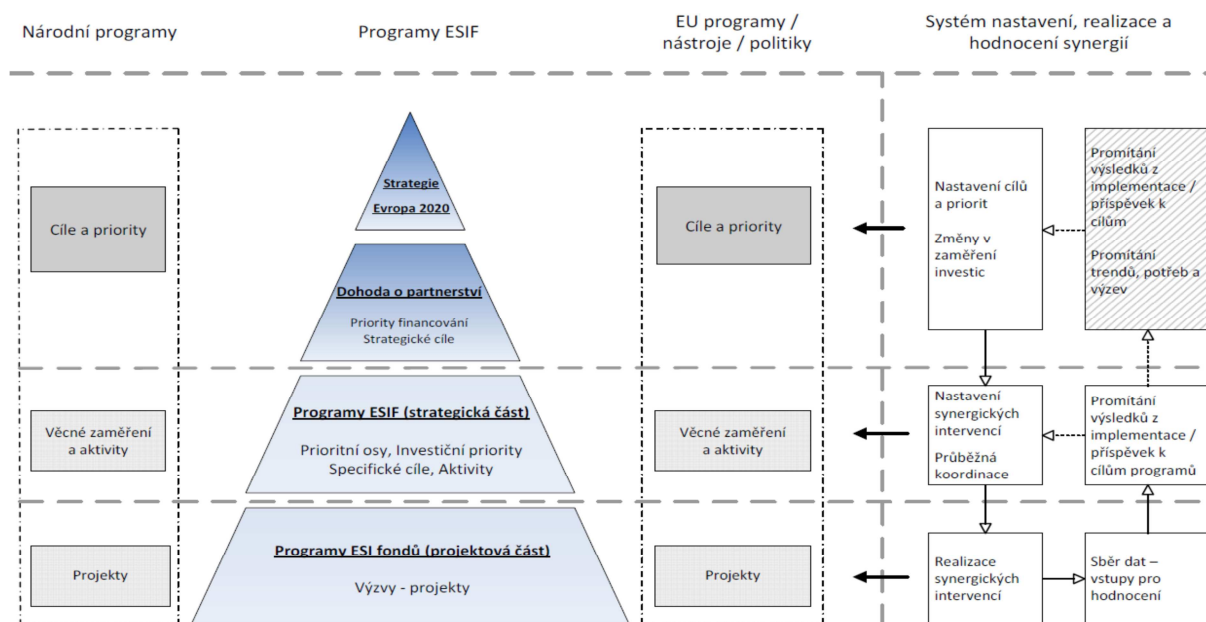 Národní programy
Programy ESIF
EU programy /
nástroje / politiky
Systém nastavení, realizace a
hodnocení synergií
Cíle a priority
Strategie
Evropa 2020
Dohoda o partnerství
Priority financování
Strategické cíle
Cíle a priority
Nastavení cílů
a priorit
Změny v
zaměření
investic
Promítání
výsledků z
implementace /
příspěvek k
cílům
Promítání
trendů, potřeb a
výzev
Věcné zaměření
a aktivity
Programy ESIF (strategická část)
Prioritní osy, Investiční priority
Specifické cíle, Aktivity
Věcné zaměření
a aktivity
Nastavení
synergických
intervencí
Průběžná
koordinace
Promítání
výsledků z
implementace /
příspěvek k
cílům programů
Projekty
Programy ESI fondů (projektová část)
Výzvy - projekty
Projekty
Realizace
synergických
intervencí
Sběr dat –
vstupy pro
hodnocení